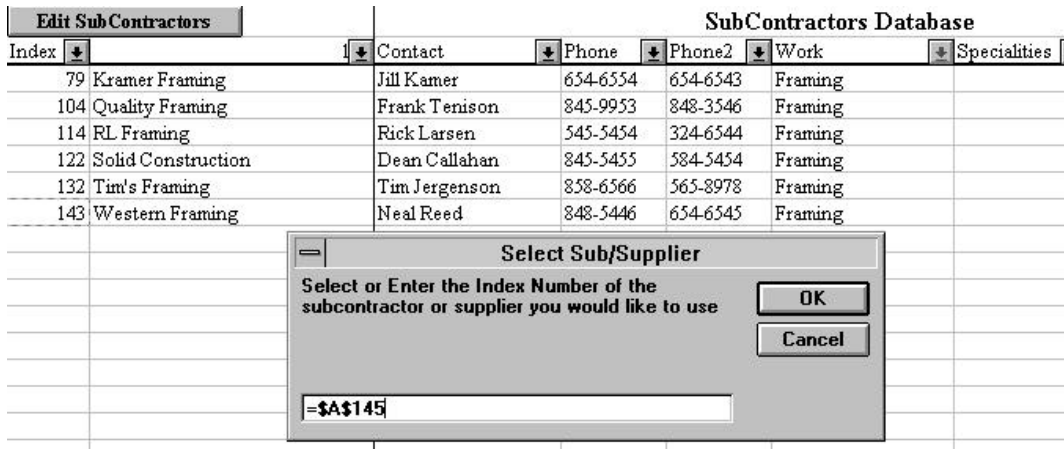 Edit SubContractors SubContractors Database
Index 1 Contact Phone Phone2 Work Specialities
79 Kramer Framing Jill Kamer 654-6554 654-6543 Framing
104 Quality Framing Frank Tenison 845-9953 848-3546 Framing
114 RL Framing Rick Larsen 545-5454 324-6544 Framing
122 Solid Construction Dean Callahan 845-5455 584-5454 Framing
132 Tim's Framing Tim Jergenson 858-6566 565-8978 Framing
143 Western Framing Neal Reed 848-5446 654-6545 Framing
Select Sub/Supplier
Select or Enter the Index Number of the
subcontractor or supplier you would like to use
OK
Cancel
=$A$145